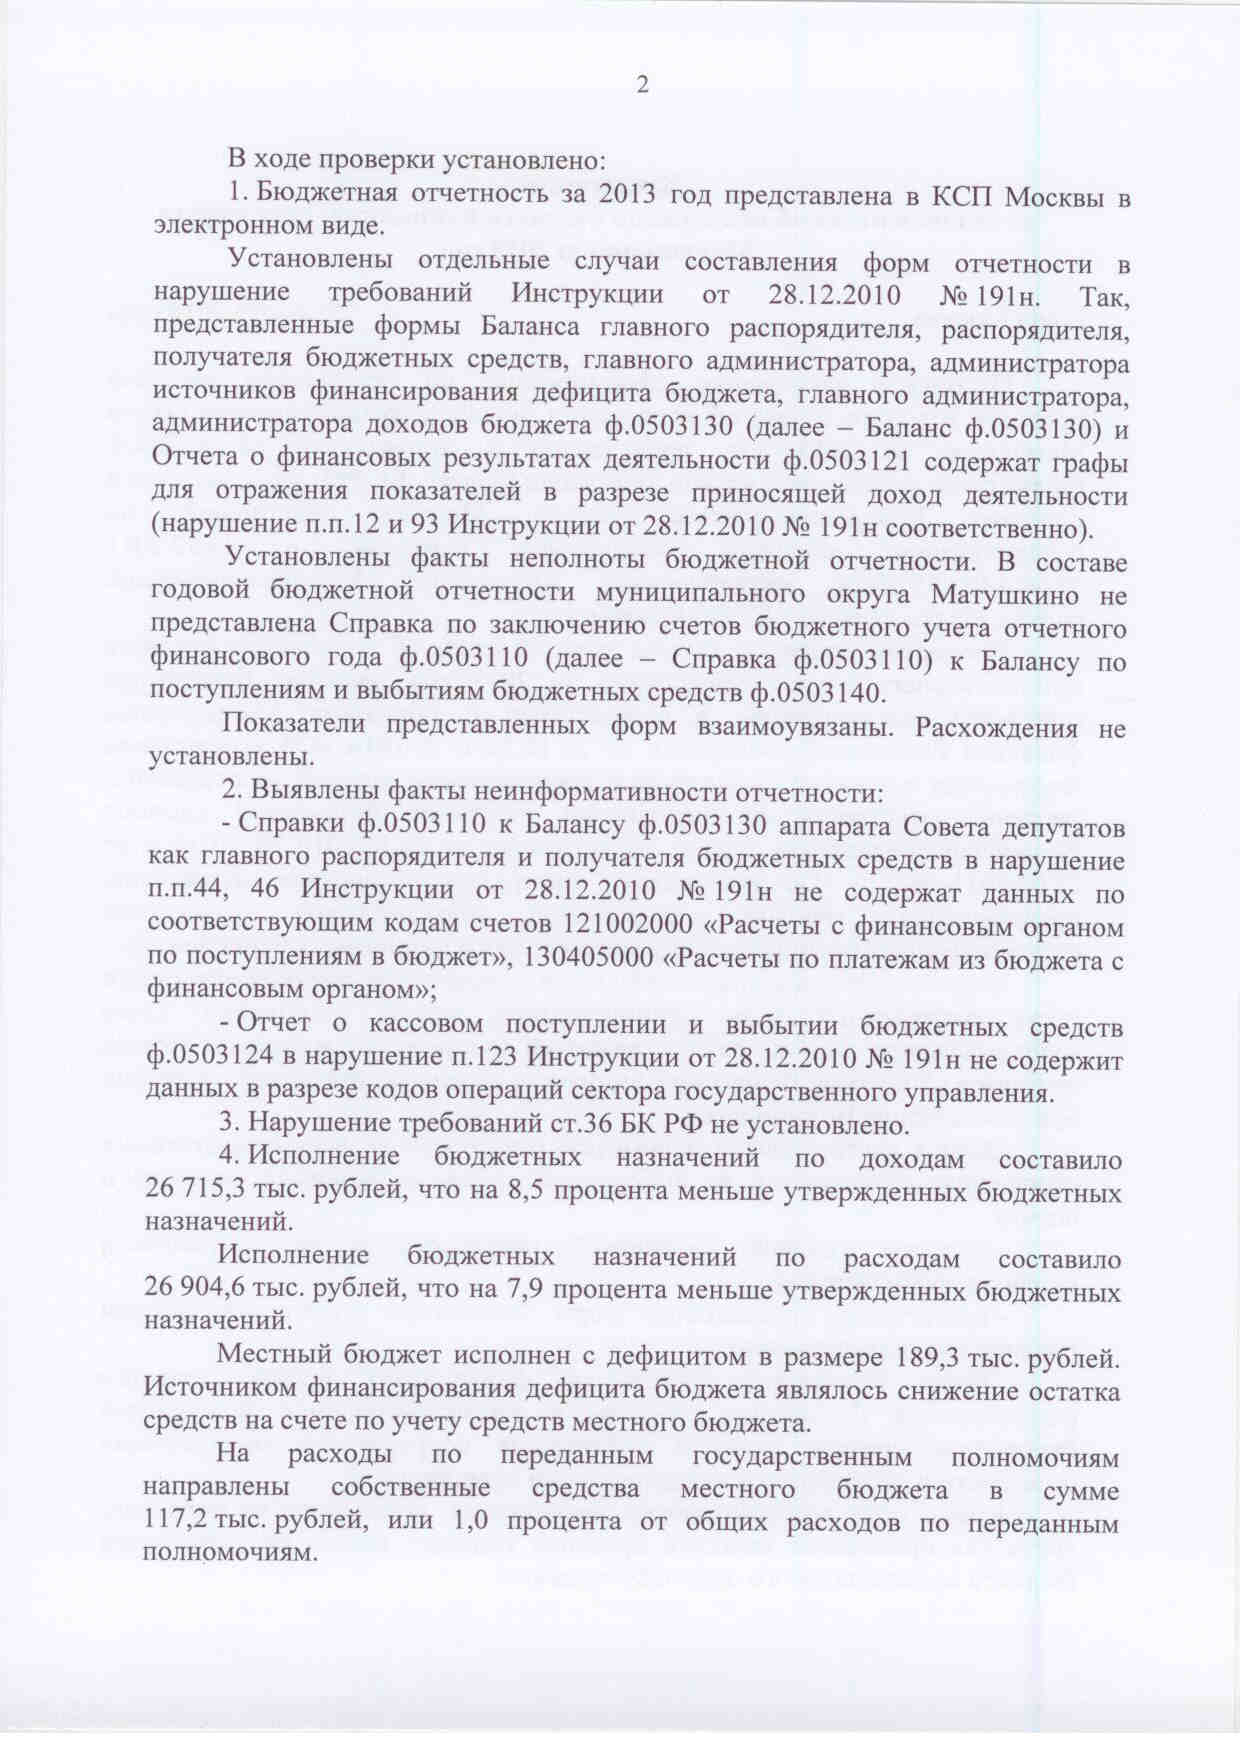 2
В ходе проверки установлено:
1. Бюджетная отчетность за 2013 год представлена в КСП Москвы в
электронном виде.
Установлены отдельные случаи составления форм отчетности в
нарушение требований Инструкции от 28.12.2010 № 191н. Так,
представленные формы Баланса главного распорядителя, распорядителя,
получателя бюджетных средств, главного администратора, администратора
источников финансирования дефицита бюджета, главного администратора,
администратора доходов бюджета ф.0503130 (далее – Баланс ф.0503130) и
Отчета о финансовых результатах деятельности ф.0503121 содержат графы
для отражения показателей в разрезе приносящей доход деятельности
(нарушение п.п.12 и 93 Инструкции от 28.12.2010 № 191н соответственно).
Установлены факты неполноты бюджетной отчетности. В составе
годовой бюджетной отчетности муниципального округа Матушкино не
представлена Справка по заключению счетов бюджетного учета отчетного
финансового года ф.0503110 (далее – Справка ф.0503110) к Балансу по
поступлениям и выбытиям бюджетных средств ф.0503140.
Показатели представленных форм взаимоувязаны. Расхождения не
установлены.
2. Выявлены факты неинформативности отчетности:
- Справки ф.0503110 к Балансу ф.0503130 аппарата Совета депутатов
как главного распорядителя и получателя бюджетных средств в нарушение
п.п.44, 46 Инструкции от 28.12.2010 № 191н не содержат данных по
соответствующим кодам счетов 121002000 «Расчеты с финансовым органом
по поступлениям в бюджет», 130405000 «Расчеты по платежам из бюджета с
финансовым органом»;
- Отчет о кассовом поступлении и выбытии бюджетных средств
ф.0503124 в нарушение п.123 Инструкции от 28.12.2010 № 191н не содержит
данных в разрезе кодов операций сектора государственного управления.
3. Нарушение требований ст.36 БК РФ не установлено.
4. Исполнение бюджетных назначений по доходам составило
26 715,3 тыс. рублей, что на 8,5 процента меньше утвержденных бюджетных
назначений.
Исполнение бюджетных назначений по расходам составило
26 904,6 тыс. рублей, что на 7,9 процента меньше утвержденных бюджетных
назначений.
Местный бюджет исполнен с дефицитом в размере 189,3 тыс. рублей.
Источником финансирования дефицита бюджета являлось снижение остатка
средств на счете по учету средств местного бюджета.
На расходы по переданным государственным полномочиям
направлены собственные средства местного бюджета в сумме
117,2 тыс. рублей, или 1,0 процента от общих расходов по переданным
полномочиям.